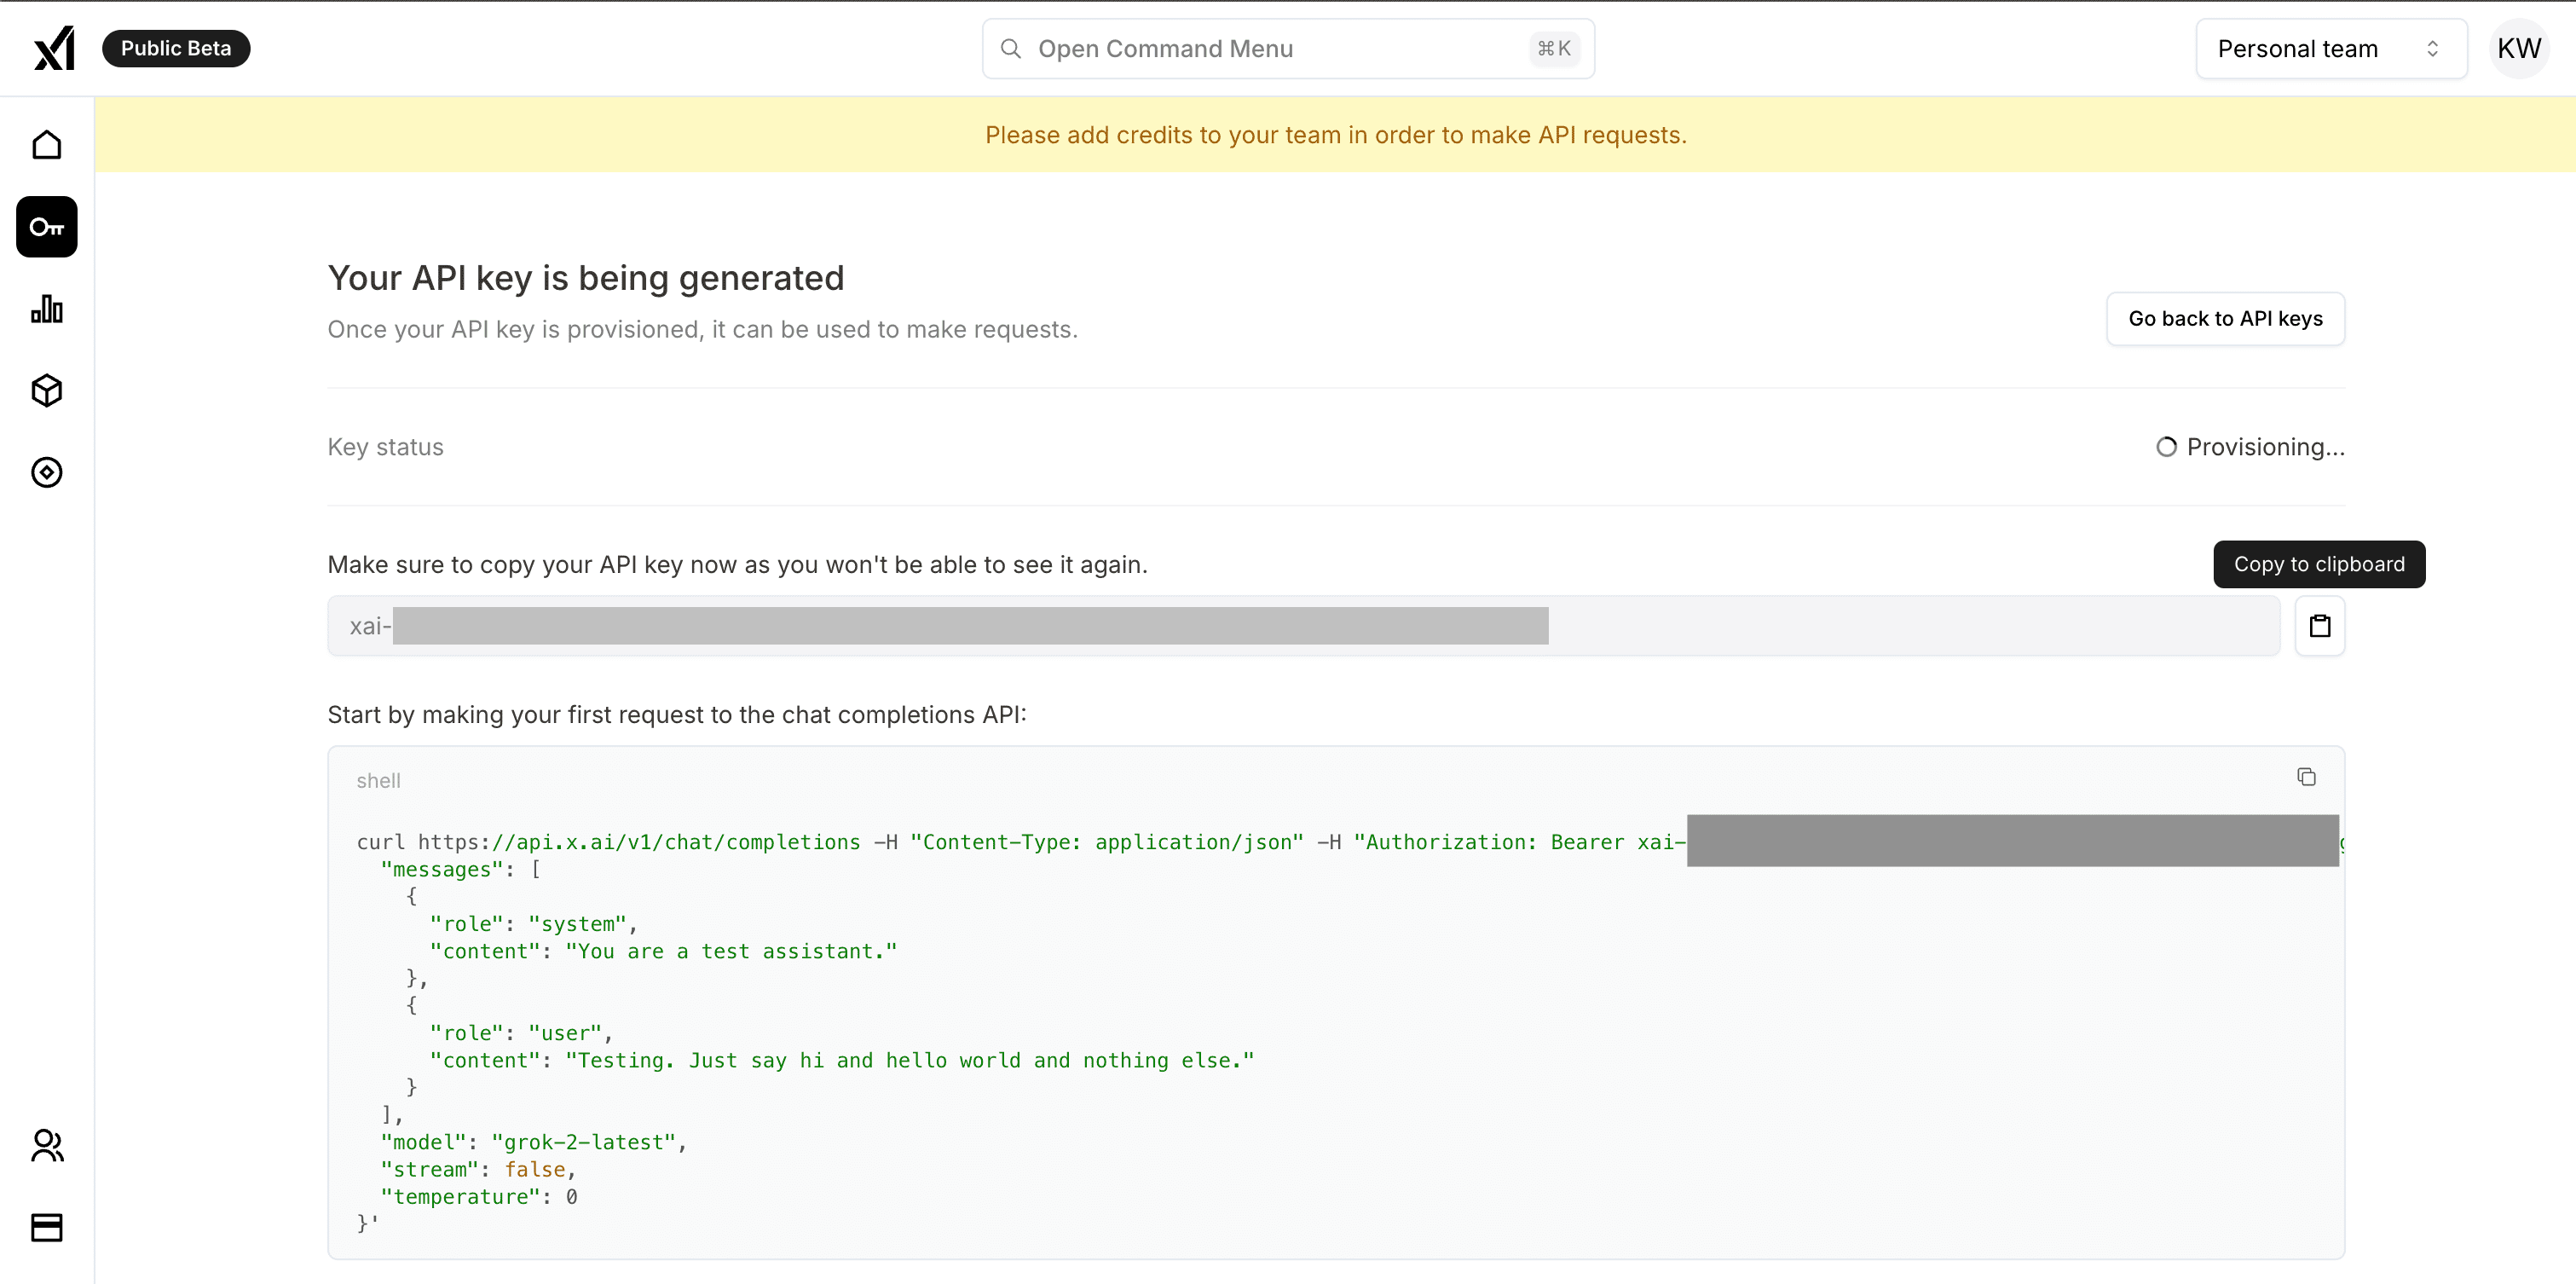 xI Public Beta Open Command Menu ⌘K Personal team KW
Please add credits to your team in order to make API requests.
Your API key is being generated
Once your API key is provisioned, it can be used to make requests.
Go back to API keys
Key status Provisioning...
Make sure to copy your API key now as you won't be able to see it again.
Copy to clipboard
xai-
Start by making your first request to the chat completions API:
shell
curl https://api.x.ai/v1/chat/completions -H "Content-Type: application/json" -H "Authorization: Bearer xai-
"messages": [
{
"role": "system",
"content": "You are a test assistant."
},
{
"role": "user",
"content": "Testing. Just say hi and hello world and nothing else."
}
],
"model": "grok-2-latest",
"stream": false,
"temperature": 0
}'